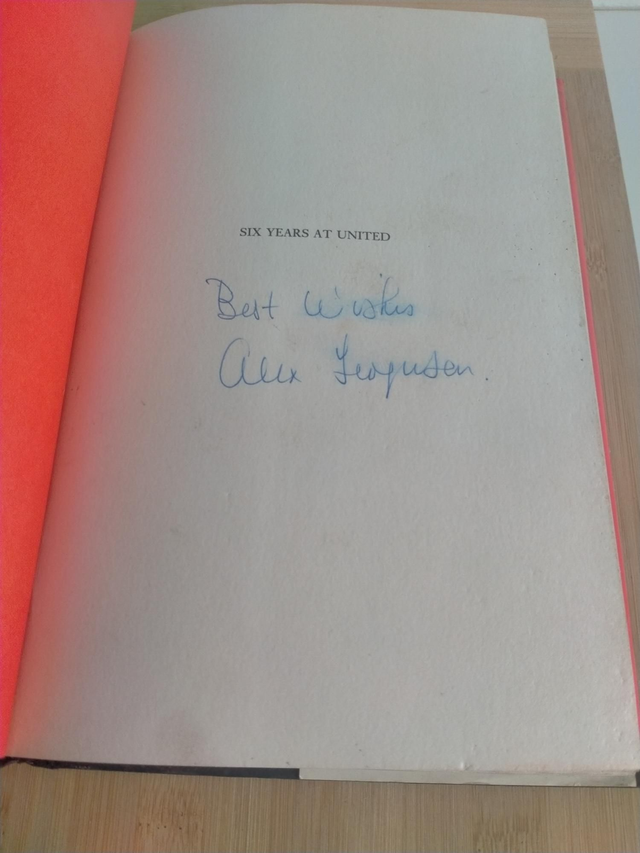 SIX YEARS AT UNITED
Best Wishes
Alex Ferguson.